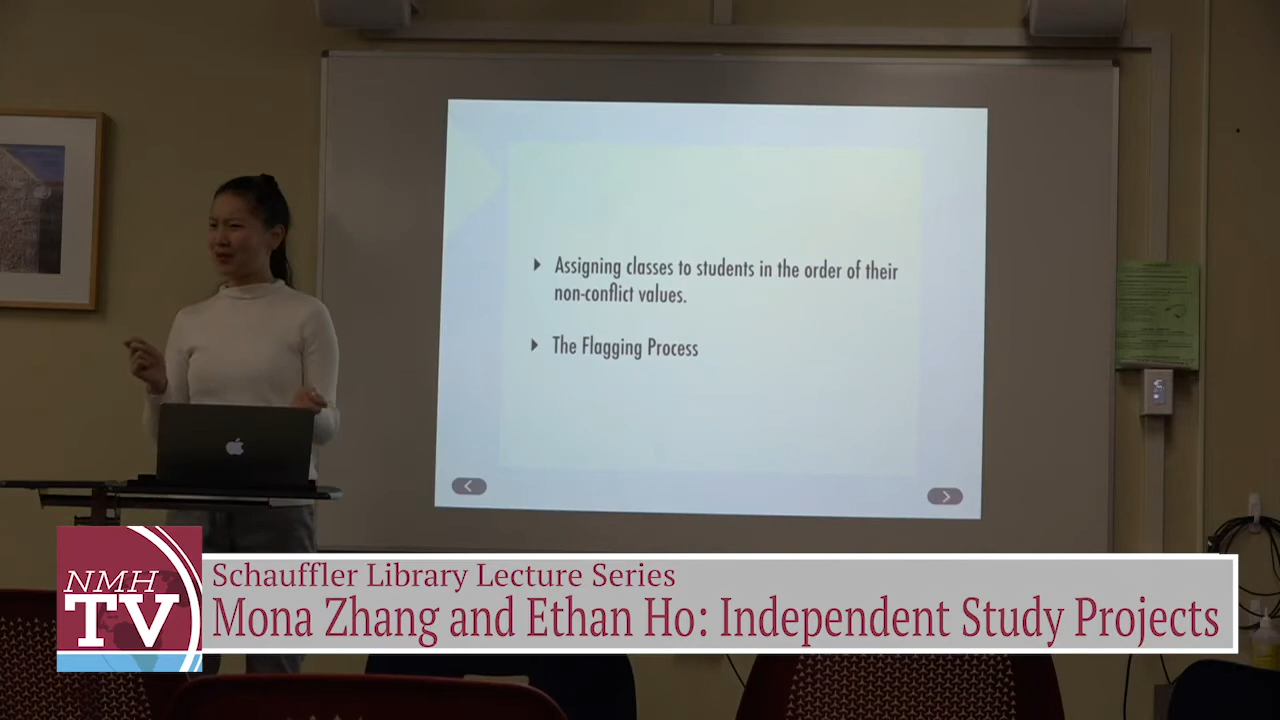 Assigning classes to students in the order of their
non-conflict values.
The Flagging Process
NMH
TV
Schauffler Library Lecture Series
Mona Zhang and Ethan Ho: Independent Study Projects